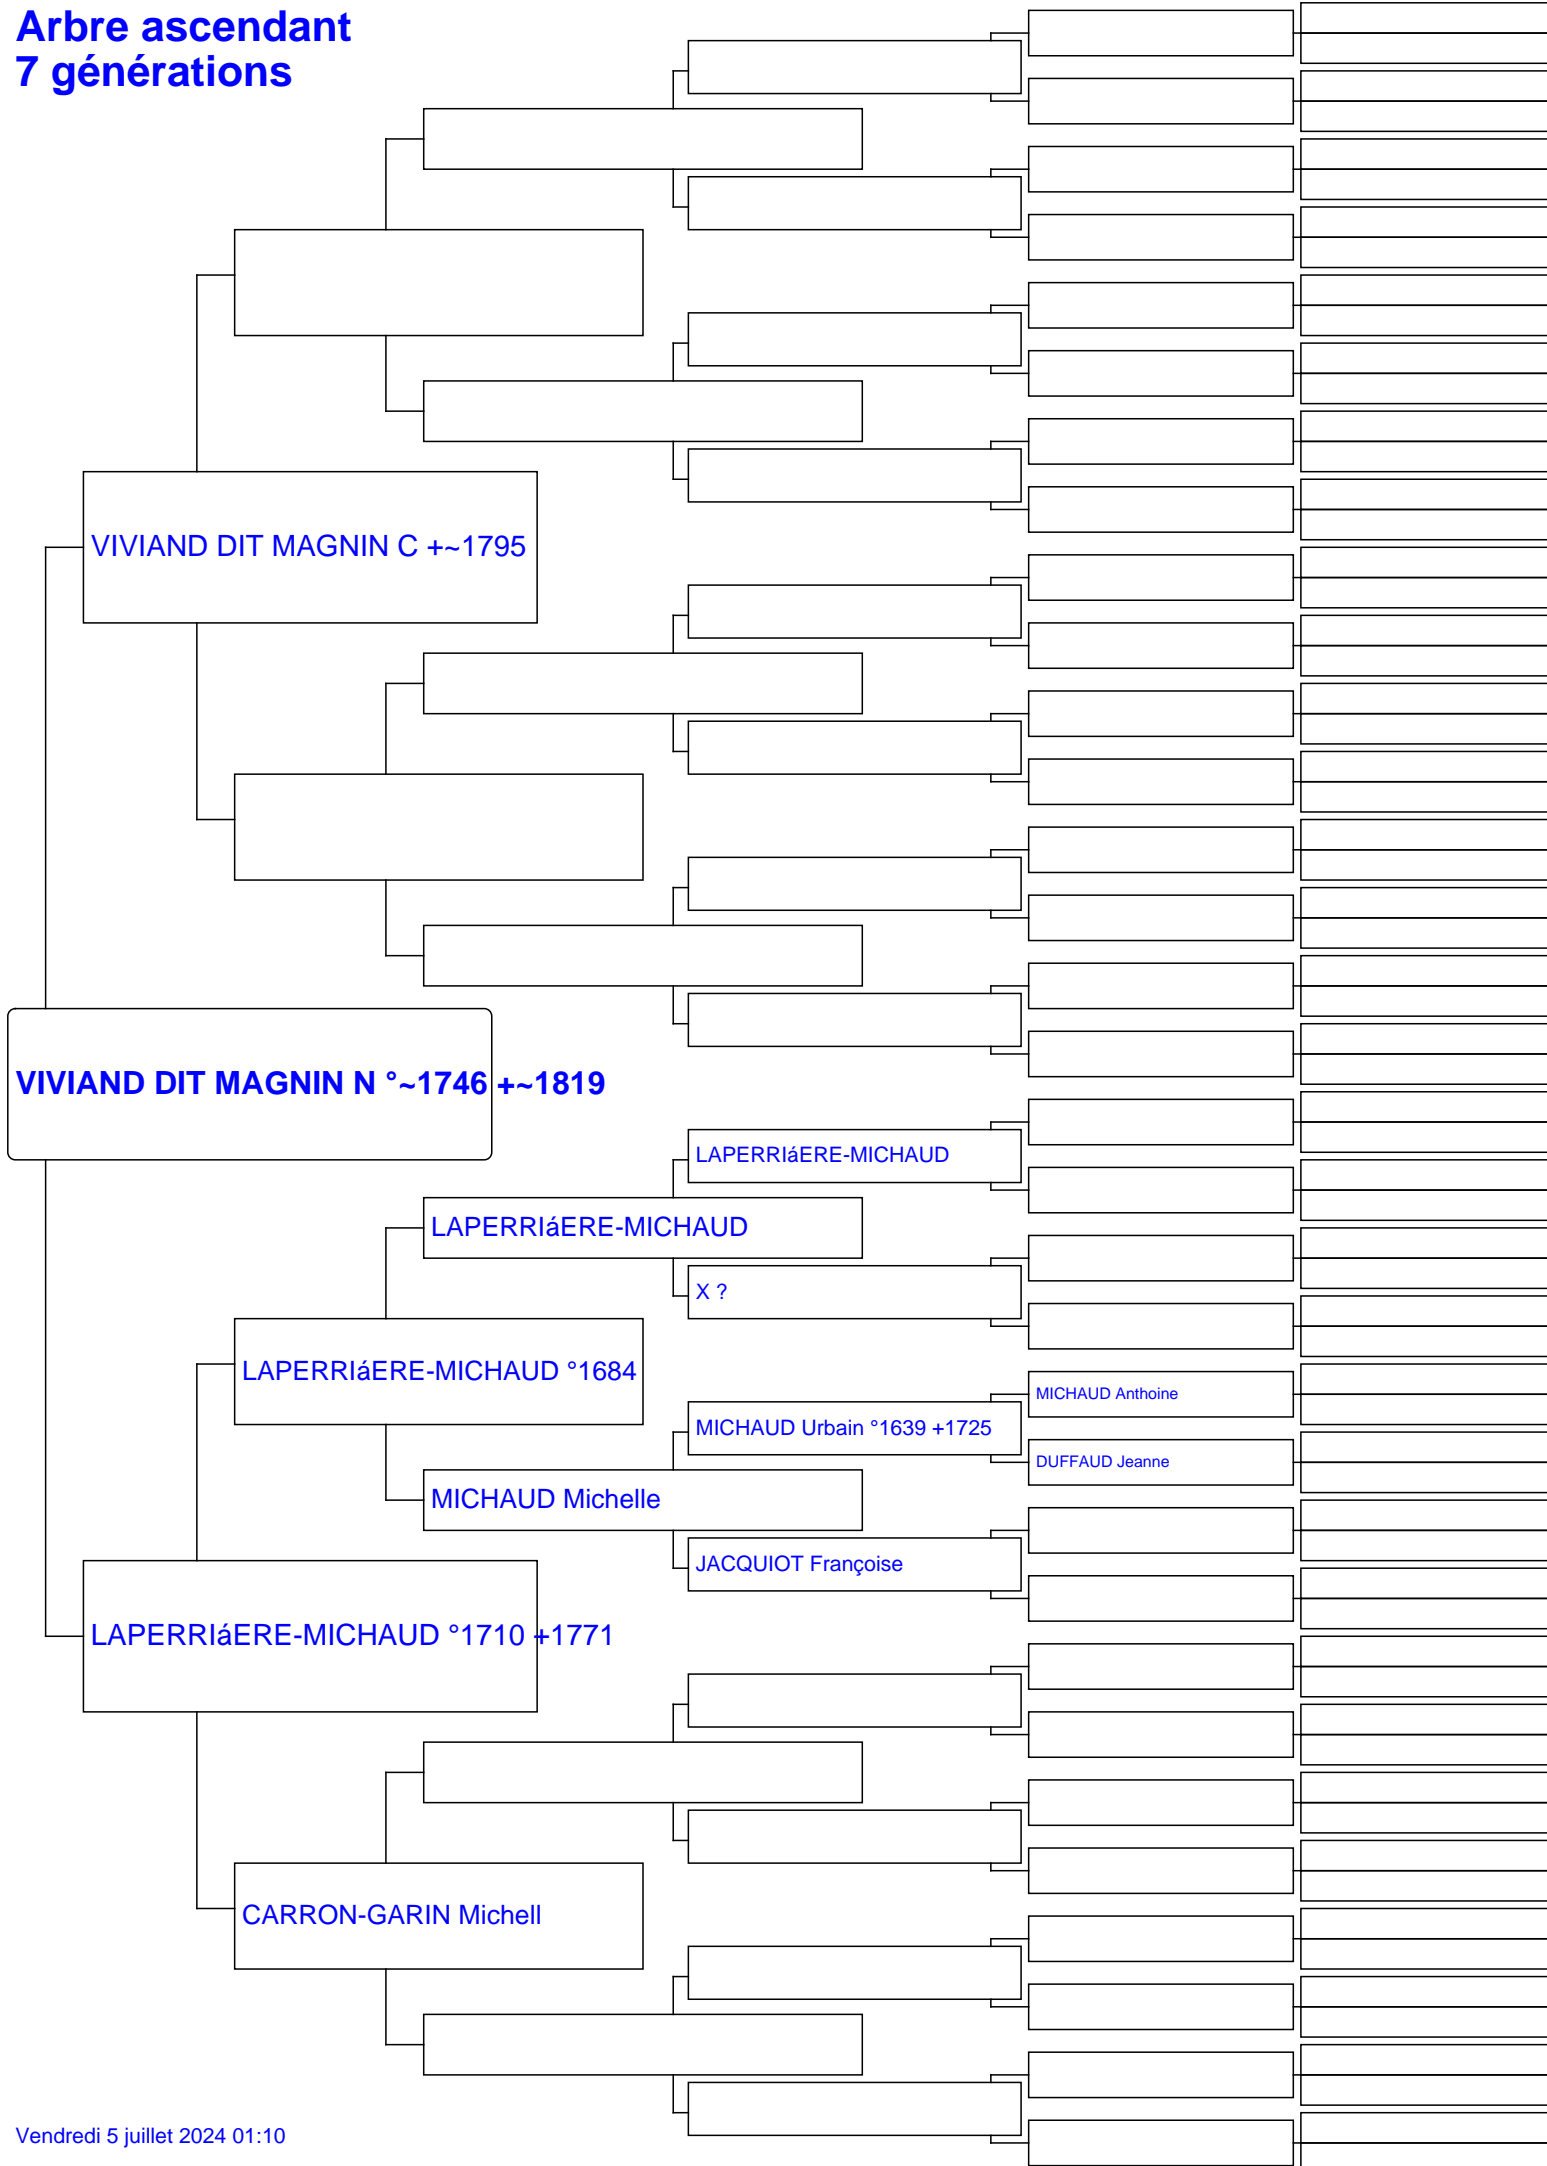 Arbre ascendant
7 générations
VIVIAND DIT MAGNIN C +~1795
VIVIAND DIT MAGNIN N °~1746 +~1819
LAPERRIáERE-MICHAUD
LAPERRIáERE-MICHAUD
X ?
LAPERRIáERE-MICHAUD °1684
MICHAUD Anthoine
MICHAUD Urbain °1639 +1725
DUFFAUD Jeanne
MICHAUD Michelle
JACQUIOT Françoise
LAPERRIáERE-MICHAUD °1710 +1771
CARRON-GARIN Michell
Vendredi 5 juillet 2024 01:10